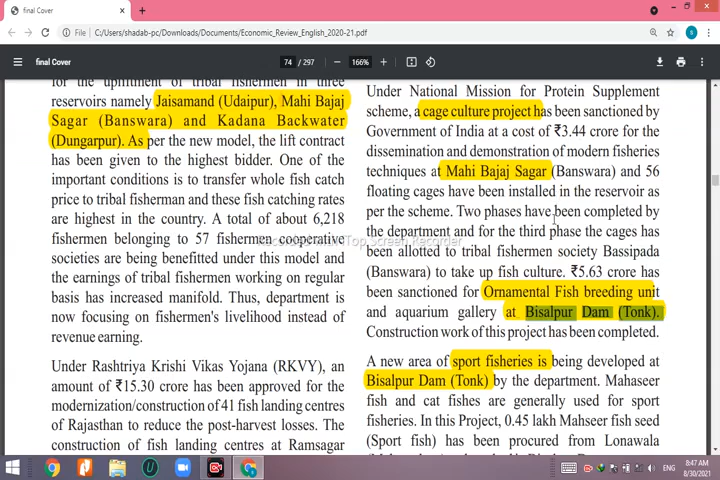 final Cover
File | C:/Users/shadab-pc/Downloads/Documents/Economic_Review_English_2020-21.pdf
final Cover
74 / 297
166%
for the upliftment of tribal fishermen in three
reservoirs namely Jaisamand (Udaipur), Mahi Bajaj
Sagar (Banswara) and Kadana Backwater
(Dungarpur). As per the new model, the lift contract
has been given to the highest bidder. One of the
important conditions is to transfer whole fish catch
price to tribal fisherman and these fish catching rates
are highest in the country. A total of about 6,218
fishermen belonging to 57 fishermen cooperative
societies are being benefitted under this model and
the earnings of tribal fishermen working on regular
basis has increased manifold. Thus, department is
now focusing on fishermen's livelihood instead of
revenue earning.
Under Rashtriya Krishi Vikas Yojana (RKVY), an
amount of ₹15.30 crore has been approved for the
modernization/construction of 41 fish landing centres
of Rajasthan to reduce the post-harvest losses. The
construction of fish landing centres at Ramsagar
Under National Mission for Protein Supplement
scheme, a cage culture project has been sanctioned by
Government of India at a cost of ₹3.44 crore for the
dissemination and demonstration of modern fisheries
techniques at Mahi Bajaj Sagar (Banswara) and 56
floating cages have been installed in the reservoir as
per the scheme. Two phases have been completed by
the department and for the third phase the cages has
been allotted to tribal fishermen society Bassipada
(Banswara) to take up fish culture. ₹5.63 crore has
been sanctioned for Ornamental Fish breeding unit
and aquarium gallery at Bisalpur Dam (Tonk).
Construction work of this project has been completed.
A new area of sport fisheries is being developed at
Bisalpur Dam (Tonk) by the department. Mahaseer
fish and cat fishes are generally used for sport
fisheries. In this Project, 0.45 lakh Mahseer fish seed
(Sport fish) has been procured from Lonawala
Screen Recorder
ENG
8:47 AM
8/30/2021